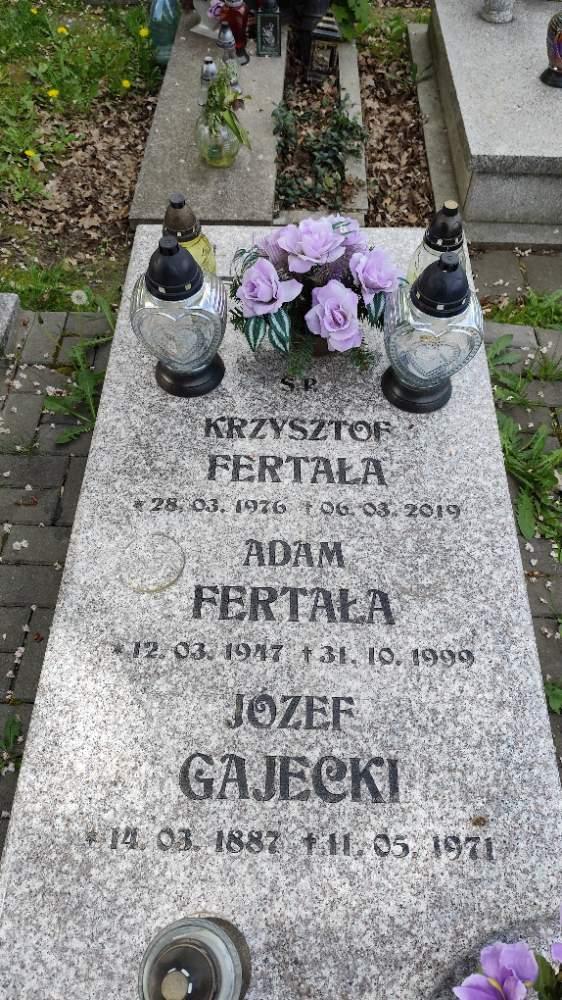 Ś.P.
KRZYSZTOF
FERTAŁA
*28.03.1976 †06.03.2019
ADAM
FERTAŁA
*12.03.1947 †31.10.1999
JÓZEF
GAJECKI
*14.03.1887 †11.05.1971